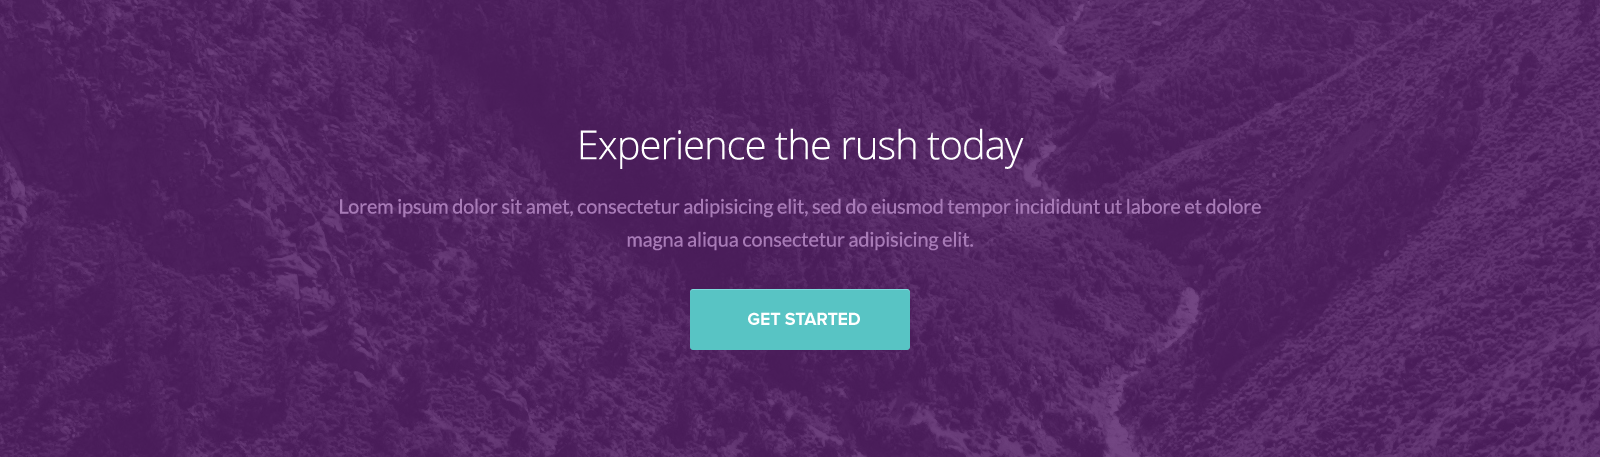 Experience the rush today
Lorem ipsum dolor sit amet, consectetur adipisicing elit, sed do eiusmod tempor incididunt ut labore et dolore
magna aliqua consectetur adipisicing elit.
GET STARTED